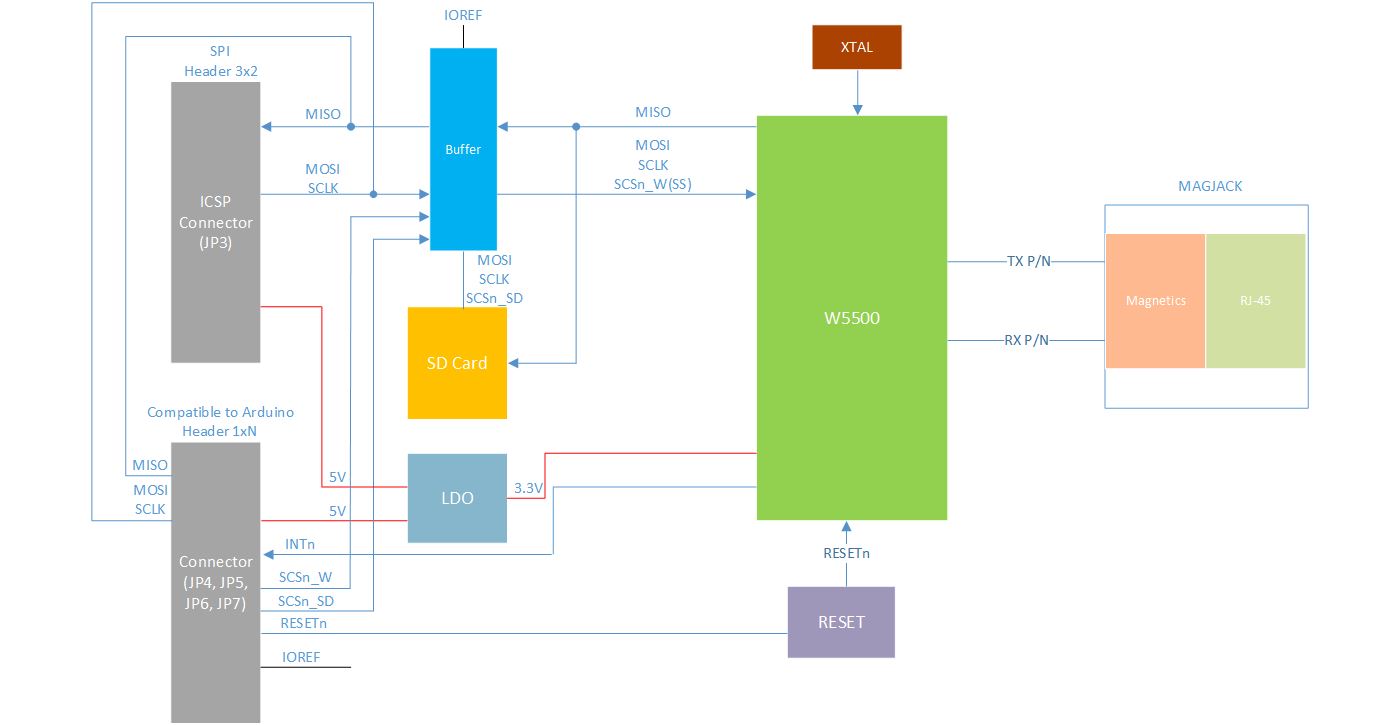 IOREF
XTAL
SPI
Header 3x2
MISO
MISO
Buffer
MOSI
SCLK
SCSn_W(SS)
MOSI
SCLK
ICSP
Connector
(JP3)
MAGJACK
MOSI
SCLK
SCSn_SD
TX P/N
Magnetics
RJ-45
W5500
RX P/N
SD Card
Compatible to Arduino
Header 1xN
MISO
MOSI
SCLK
5V
5V
LDO
3.3V
INTn
Connector
(JP4, JP5,
JP6, JP7)
SCSn_W
SCSn_SD
RESETn
IOREF
RESETn
RESET